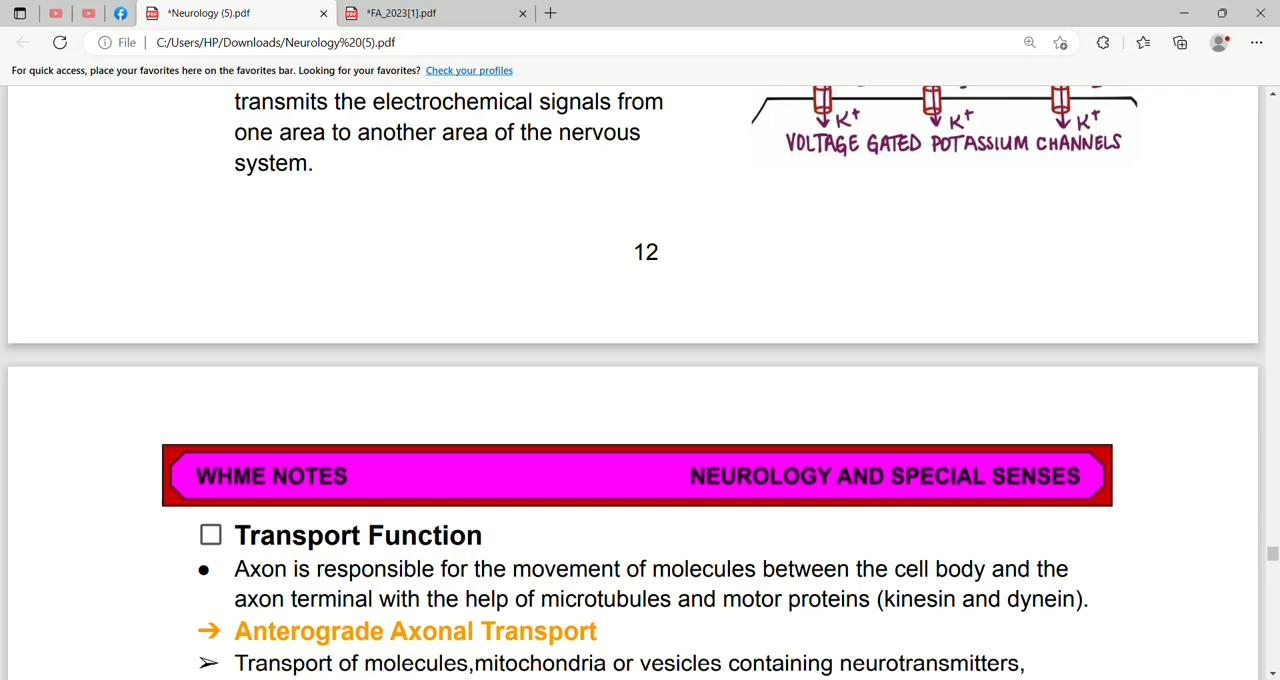 *Neurology (5).pdf
*FA_2023[1].pdf
File
C:/Users/HP/Downloads/Neurology%20(5).pdf
For quick access, place your favorites here on the favorites bar. Looking for your favorites? Check your profiles
transmits the electrochemical signals from
one area to another area of the nervous
system.
K+ K+ K+
VOLTAGE GATED POTASSIUM CHANNELS
12
WHME NOTES NEUROLOGY AND SPECIAL SENSES
Transport Function
● Axon is responsible for the movement of molecules between the cell body and the
axon terminal with the help of microtubules and motor proteins (kinesin and dynein).
→ Anterograde Axonal Transport
➢ Transport of molecules,mitochondria or vesicles containing neurotransmitters,